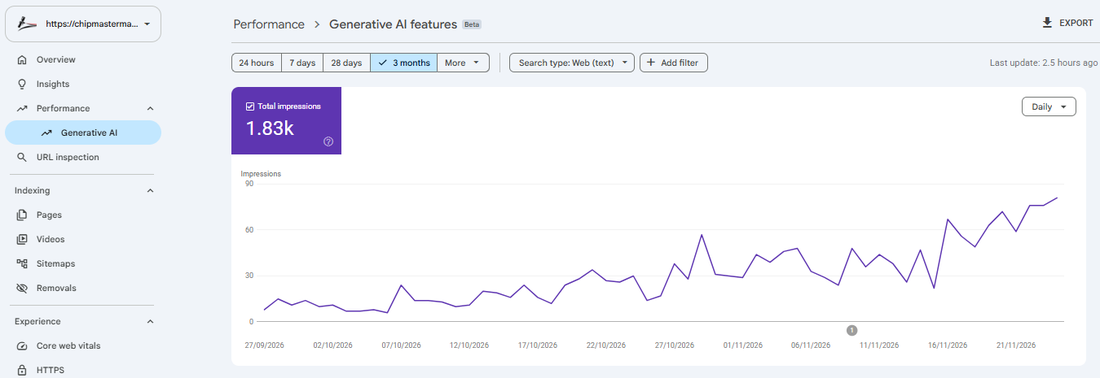 https://chipmasterma...
Performance > Generative AI features Beta
EXPORT
24 hours 7 days 28 days 3 months More
Search type: Web (text)
+ Add filter
Last update: 2.5 hours ago
Overview
Insights
Performance
Generative AI
URL inspection
Indexing
Pages
Videos
Sitemaps
Removals
Experience
Core web vitals
HTTPS
Total impressions
1.83k
Daily
Impressions
90
60
30
0
1
27/09/2026 02/10/2026 07/10/2026 12/10/2026 17/10/2026 22/10/2026 27/10/2026 01/11/2026 06/11/2026 11/11/2026 16/11/2026 21/11/2026